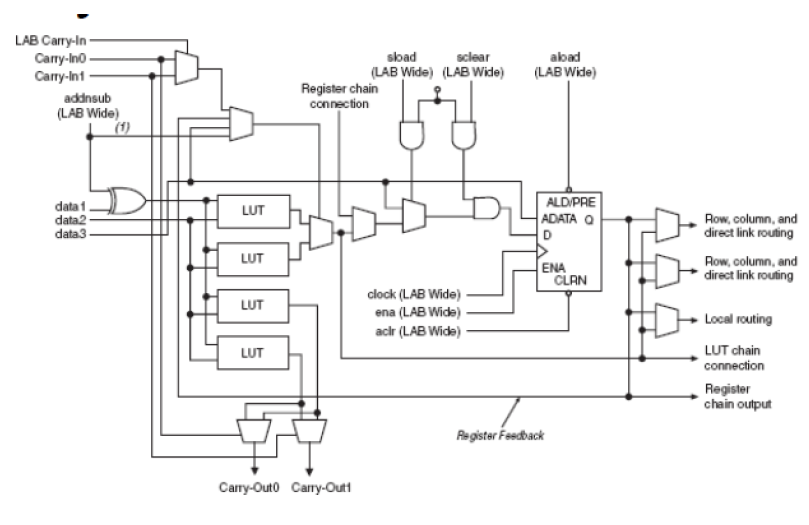 LAB Carry-In
Carry-In0
Carry-In1
addnsub
(LAB Wide)
(1)
data1
data2
data3
Register chain
connection
sload
(LAB Wide)
sclear
(LAB Wide)
aload
(LAB Wide)
LUT
LUT
LUT
LUT
ALD/PRE
ADATA Q
D
ENA
CLRN
clock (LAB Wide)
ena (LAB Wide)
aclr (LAB Wide)
Row, column, and
direct link routing
Row, column, and
direct link routing
Local routing
LUT chain
connection
Register
chain output
Register Feedback
Carry-Out0 Carry-Out1